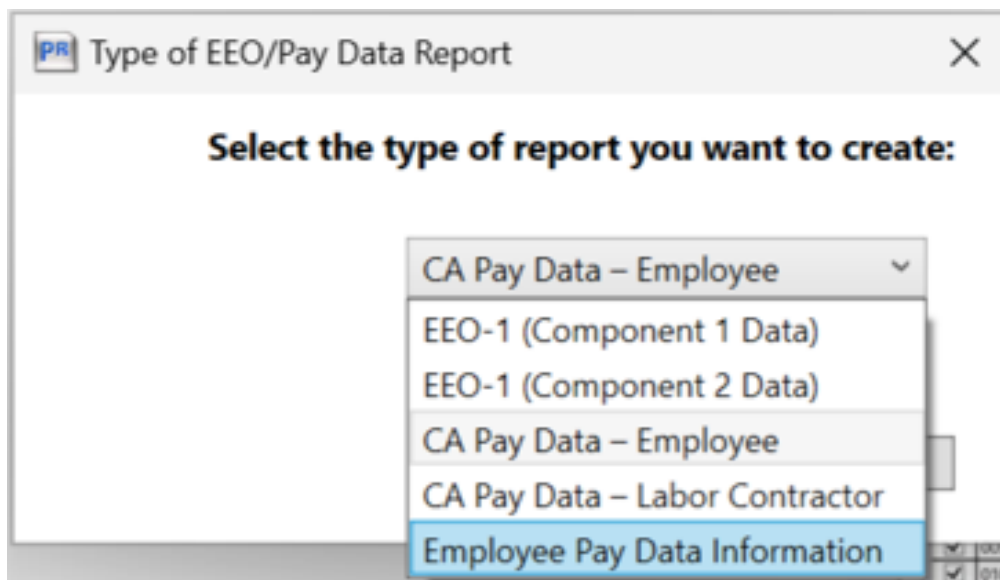 PR Type of EEO/Pay Data Report
Select the type of report you want to create:
CA Pay Data – Employee
EEO-1 (Component 1 Data)
EEO-1 (Component 2 Data)
CA Pay Data – Employee
CA Pay Data – Labor Contractor
Employee Pay Data Information